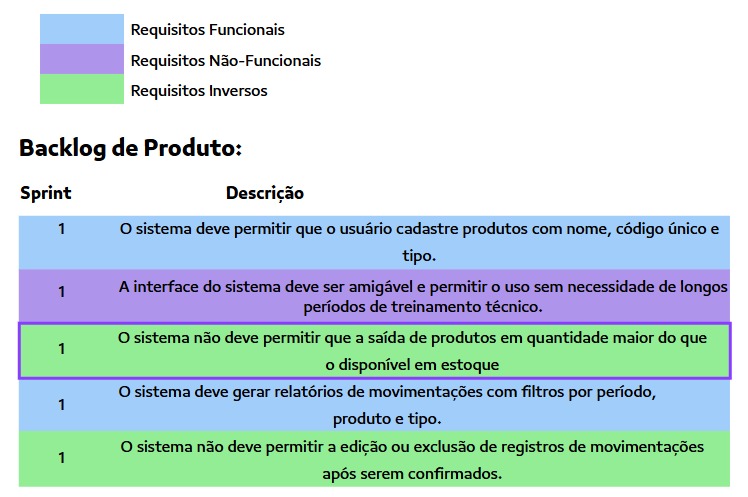 Requisitos Funcionais
Requisitos Não-Funcionais
Requisitos Inversos
Backlog de Produto:
Sprint Descrição
1 O sistema deve permitir que o usuário cadastre produtos com nome, código único e
tipo.
1 A interface do sistema deve ser amigável e permitir o uso sem necessidade de longos
períodos de treinamento técnico.
1 O sistema não deve permitir que a saída de produtos em quantidade maior do que
o disponível em estoque
1 O sistema deve gerar relatórios de movimentações com filtros por período,
produto e tipo.
1 O sistema não deve permitir a edição ou exclusão de registros de movimentações
após serem confirmados.